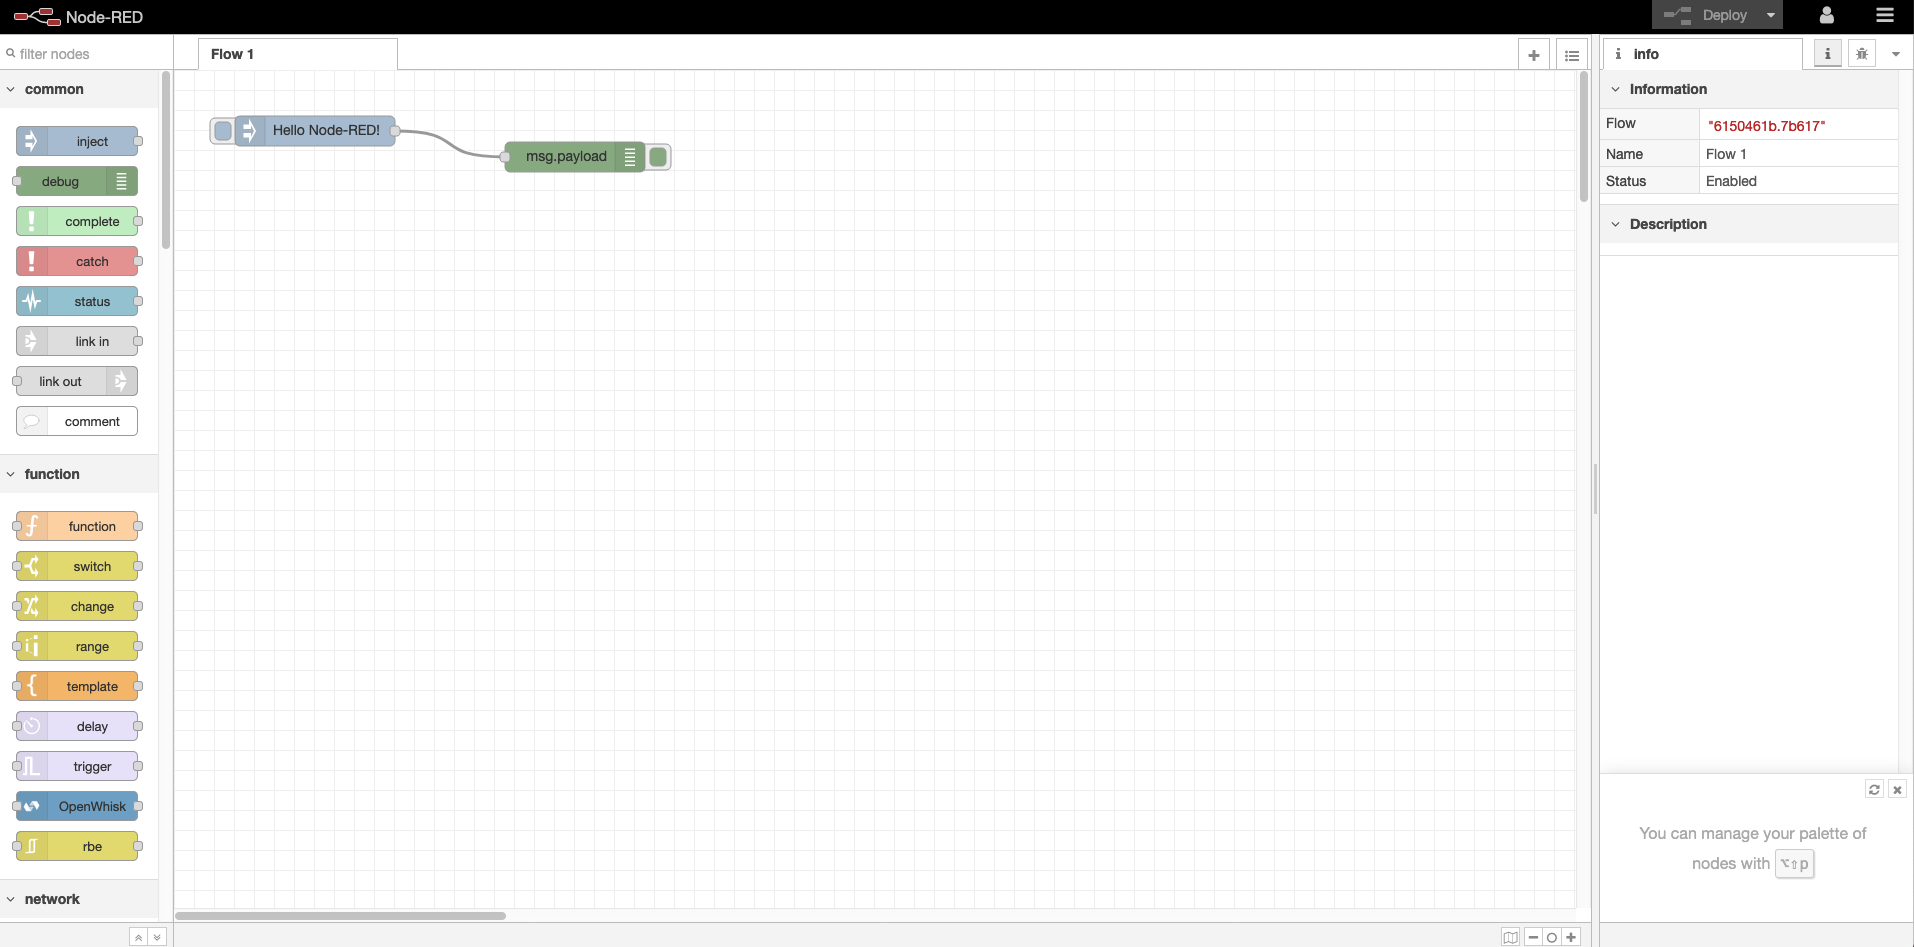 Node-RED
Deploy
filter nodes
Flow 1
info
common
inject
debug
complete
catch
status
link in
link out
comment
function
function
switch
change
range
template
delay
trigger
OpenWhisk
rbe
network
Hello Node-RED!
msg.payload
Information
Flow "6150461b.7b617"
Name Flow 1
Status Enabled
Description
You can manage your palette of
nodes with ⌥⇧p